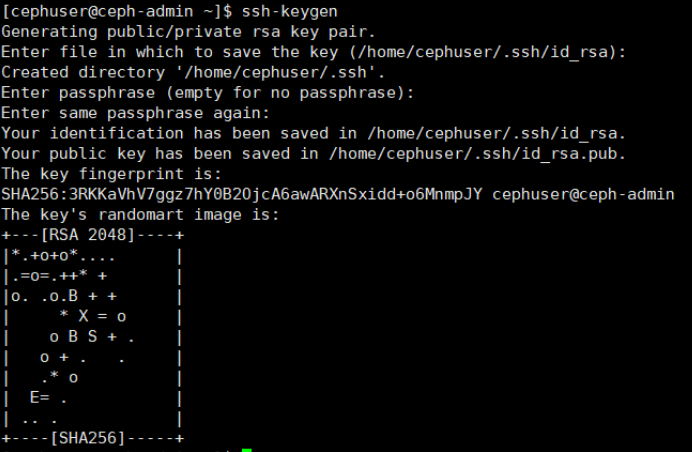 [cephuser@ceph-admin ~]$ ssh-keygen
Generating public/private rsa key pair.
Enter file in which to save the key (/home/cephuser/.ssh/id_rsa):
Created directory '/home/cephuser/.ssh'.
Enter passphrase (empty for no passphrase):
Enter same passphrase again:
Your identification has been saved in /home/cephuser/.ssh/id_rsa.
Your public key has been saved in /home/cephuser/.ssh/id_rsa.pub.
The key fingerprint is:
SHA256:3RKKaVhV7ggz7hY0B2OjcA6awARXnSxidd+o6MnmpJY cephuser@ceph-admin
The key's randomart image is:
+---[RSA 2048]----+
|*.+o+o*....      |
|.=o=.++* +       |
|o. .o.B + +      |
|     * X = o     |
|    o B S + .    |
|   o + .   .     |
|   .* o          |
|  E= .           |
| .. .            |
+----[SHA256]-----+